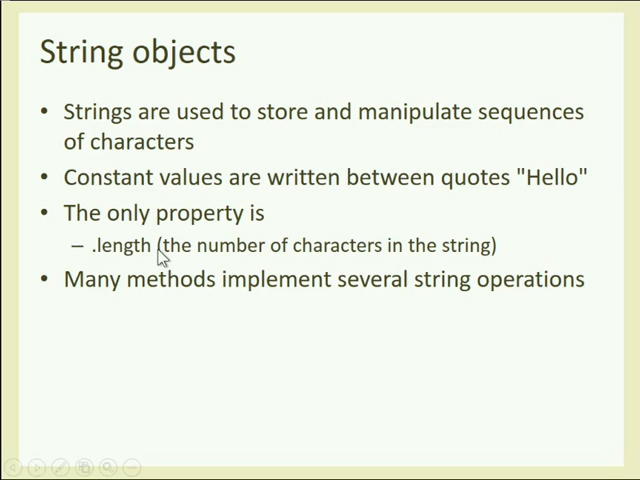 String objects
• Strings are used to store and manipulate sequences
of characters
• Constant values are written between quotes "Hello"
• The only property is
– .length (the number of characters in the string)
• Many methods implement several string operations